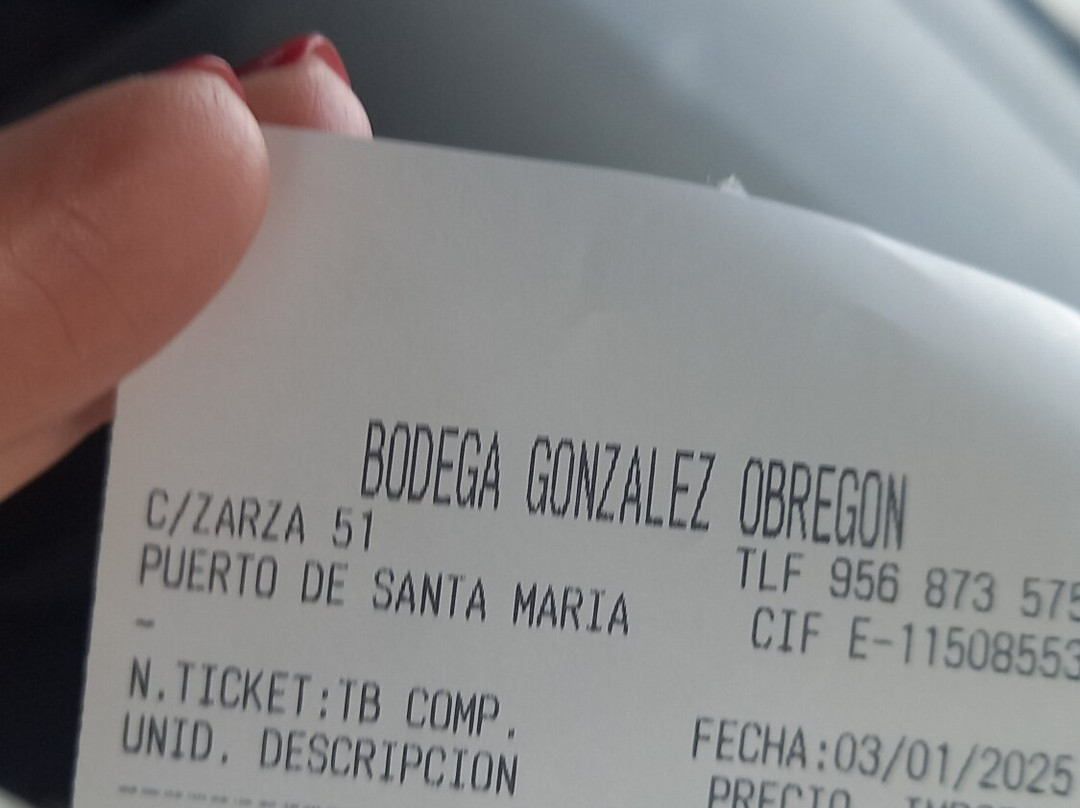 BODEGA GONZALEZ OBREGON
C/ZARZA 51 TLF 956 873 575
PUERTO DE SANTA MARIA CIF E-11508553
-
N.TICKET:TB COMP. FECHA:03/01/2025
UNID. DESCRIPCION PRECIO